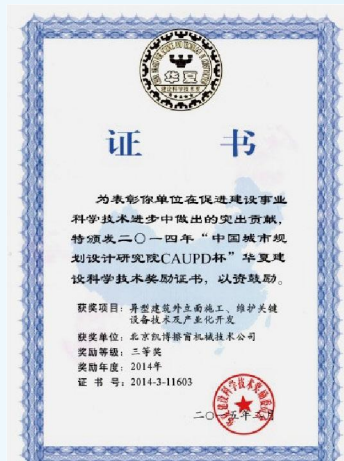 华夏
建设科学技术奖
证 书
为表彰你单位在促进建设事业
科学技术进步中做出的突出贡献，
特颁发二〇一四年“中国城市规
划设计研究院CAUPD杯”华夏建
设科学技术奖励证书，以资鼓励。
获奖项目：异型建筑外立面施工、维护关键
设备技术及产业化开发
获奖单位：北京凯博擦窗机械技术公司
奖励等级：三等奖
奖励年度：2014年
证 书 号：2014-3-11603
二〇一五年